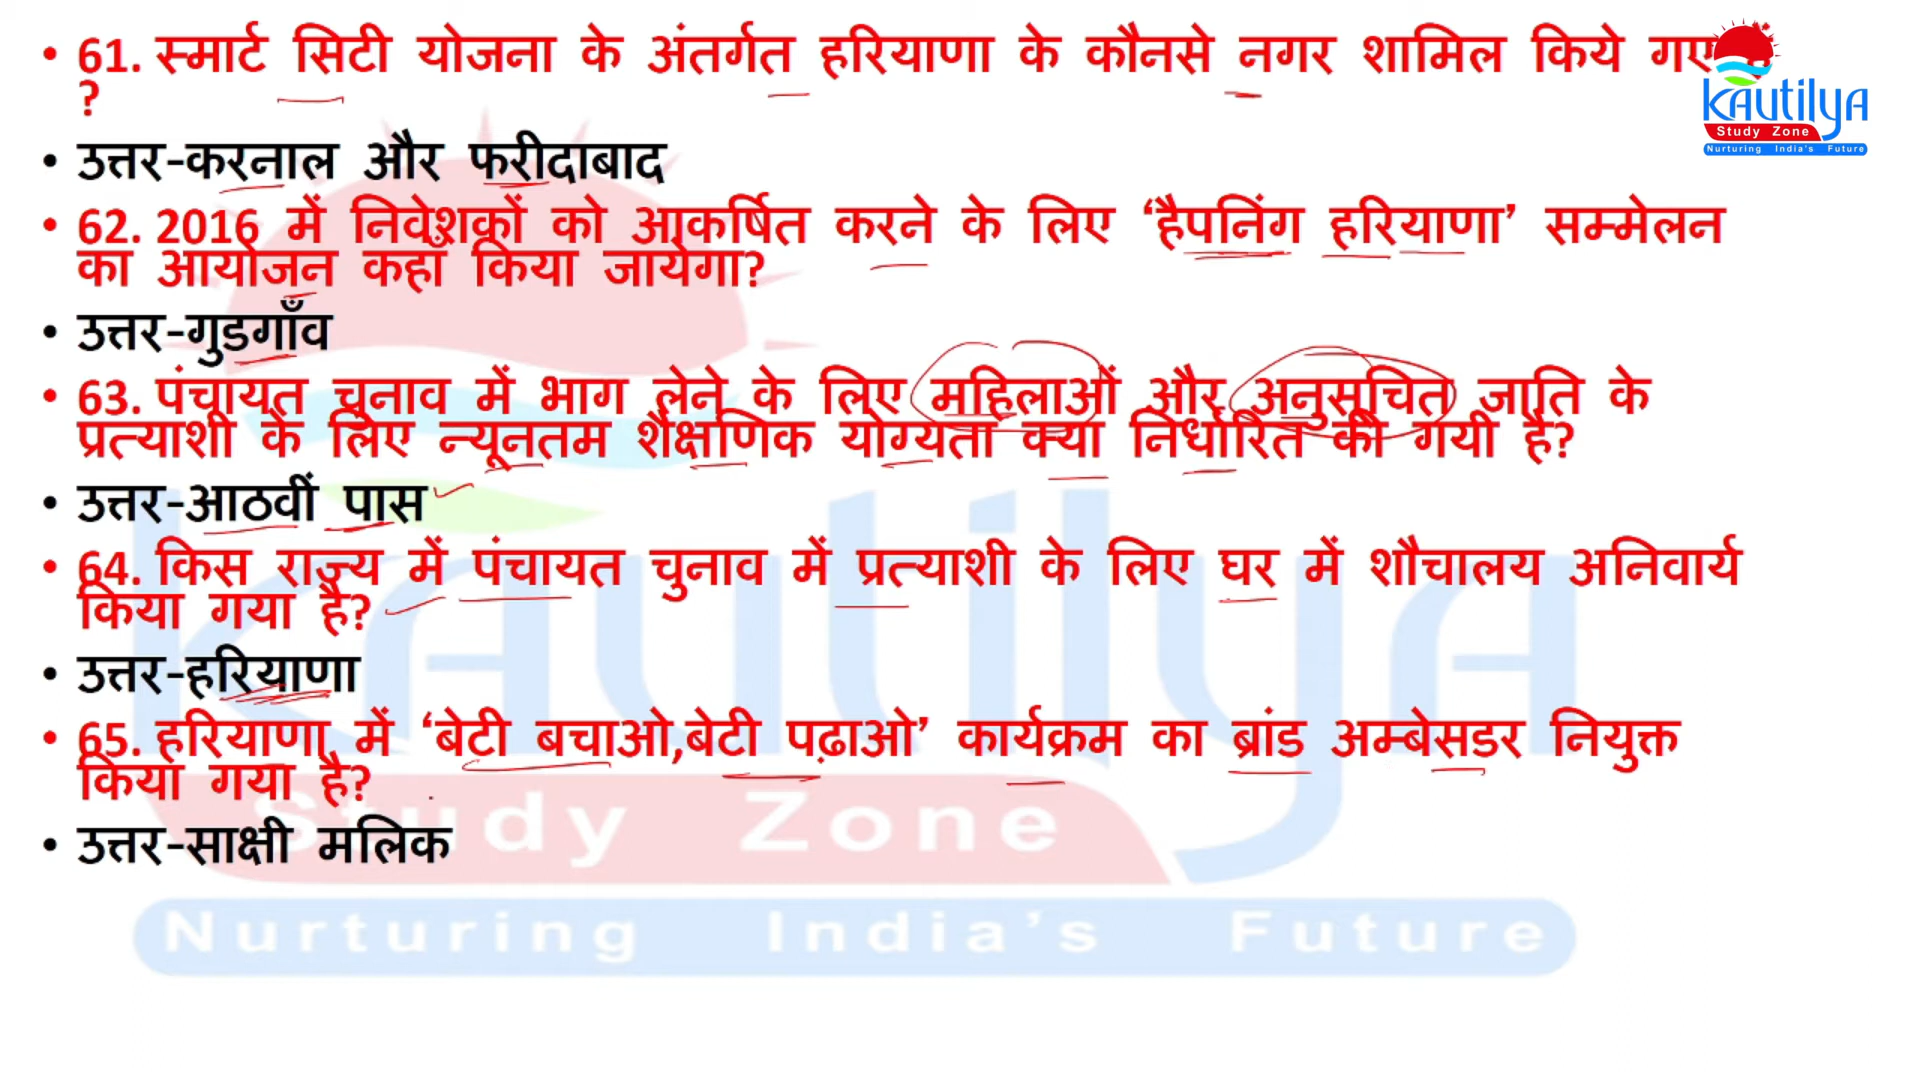 • 61. स्मार्ट सिटी योजना के अंतर्गत हरियाणा के कौनसे नगर शामिल किये गए
?
• उत्तर-करनाल और फरीदाबाद
• 62. 2016 में निवेशकों को आकर्षित करने के लिए ‘हैपनिंग हरियाणा’ सम्मेलन
का आयोजन कहाँ किया जायेगा?
• उत्तर-गुडगाँव
• 63. पंचायत चुनाव में भाग लेने के लिए महिलाओं और अनुसूचित जाति के
प्रत्याशी के लिए न्यूनतम शैक्षणिक योग्यता क्या निर्धारित की गयी है?
• उत्तर-आठवीं पास
• 64. किस राज्य में पंचायत चुनाव में प्रत्याशी के लिए घर में शौचालय अनिवार्य
किया गया है?
• उत्तर-हरियाणा
• 65. हरियाणा में ‘बेटी बचाओ,बेटी पढ़ाओ’ कार्यक्रम का ब्रांड अम्बेसडर नियुक्त
किया गया है?
• उत्तर-साक्षी मलिक
Kautilya
Study Zone
Nurturing India's Future
Kautilya
Study Zone
Nurturing India's Future